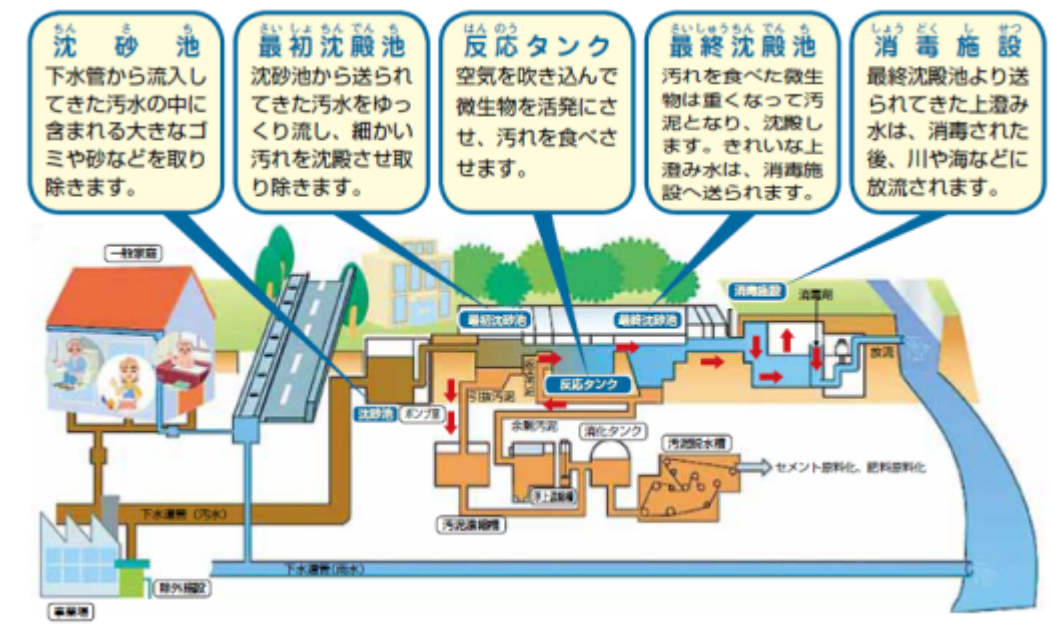 沈砂池
下水管から流入し
てきた汚水の中に
含まれる大きなゴ
ミや砂などを取り
除きます。
最初沈殿池
沈砂池から送られ
てきた汚水をゆっ
くり流し、細かい
汚れを沈殿させ取
り除きます。
反応タンク
空気を吹き込んで
微生物を活発にさ
せ、汚れを食べさ
せます。
最終沈殿池
汚れを食べた微生
物は重くなって汚
泥となり、沈殿し
ます。きれいな上
澄み水は、消毒施
設へ送られます。
消毒施設
最終沈殿池より送
られてきた上澄み
水は、消毒された
後、川や海などに
放流されます。
一般家庭
最初沈砂池
最終沈砂池
消毒施設
消毒剤
放流
反応タンク
沈砂池
ポンプ室
引抜汚泥
余剰汚泥
消化タンク
汚泥脱水槽
セメント原料化、肥料原料化
浮上濃縮槽
汚泥濃縮槽
下水道管（汚水）
下水道管（雨水）
除外施設
事業場